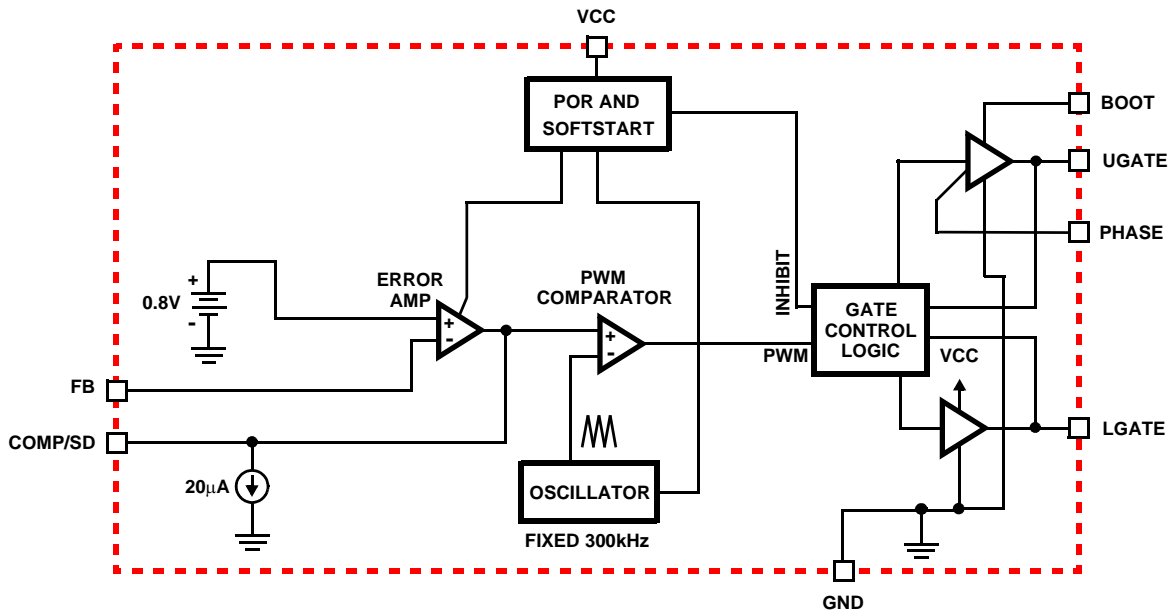 VCC
POR AND
SOFTSTART
BOOT
UGATE
PHASE
INHIBIT
+
0.8V
-
ERROR
AMP
+
-
PWM
COMPARATOR
+
-
GATE
CONTROL
LOGIC
PWM
VCC
FB
COMP/SD
LGATE
20μA
OSCILLATOR
FIXED 300kHz
GND